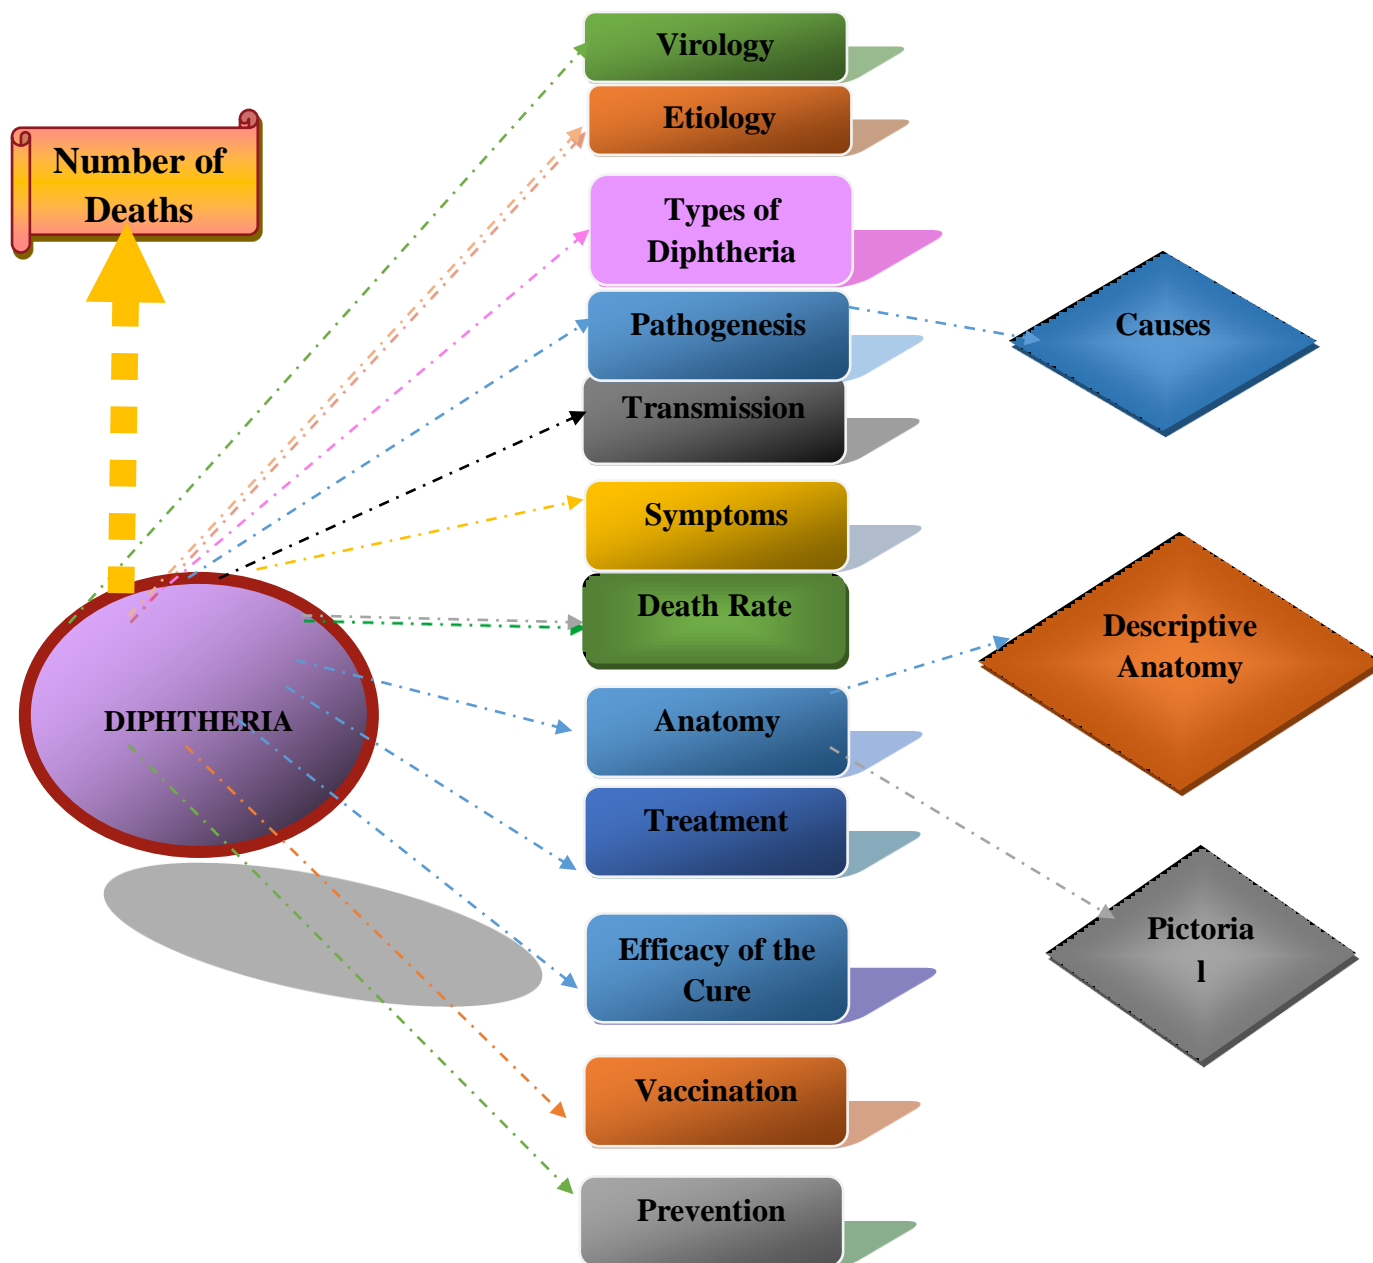 Virology
Etiology
Number of
Deaths
Types of
Diphtheria
Pathogenesis
Causes
Transmission
Symptoms
Death Rate
Descriptive
Anatomy
Anatomy
DIPHTHERIA
Treatment
Efficacy of the
Cure
Pictoria
l
Vaccination
Prevention